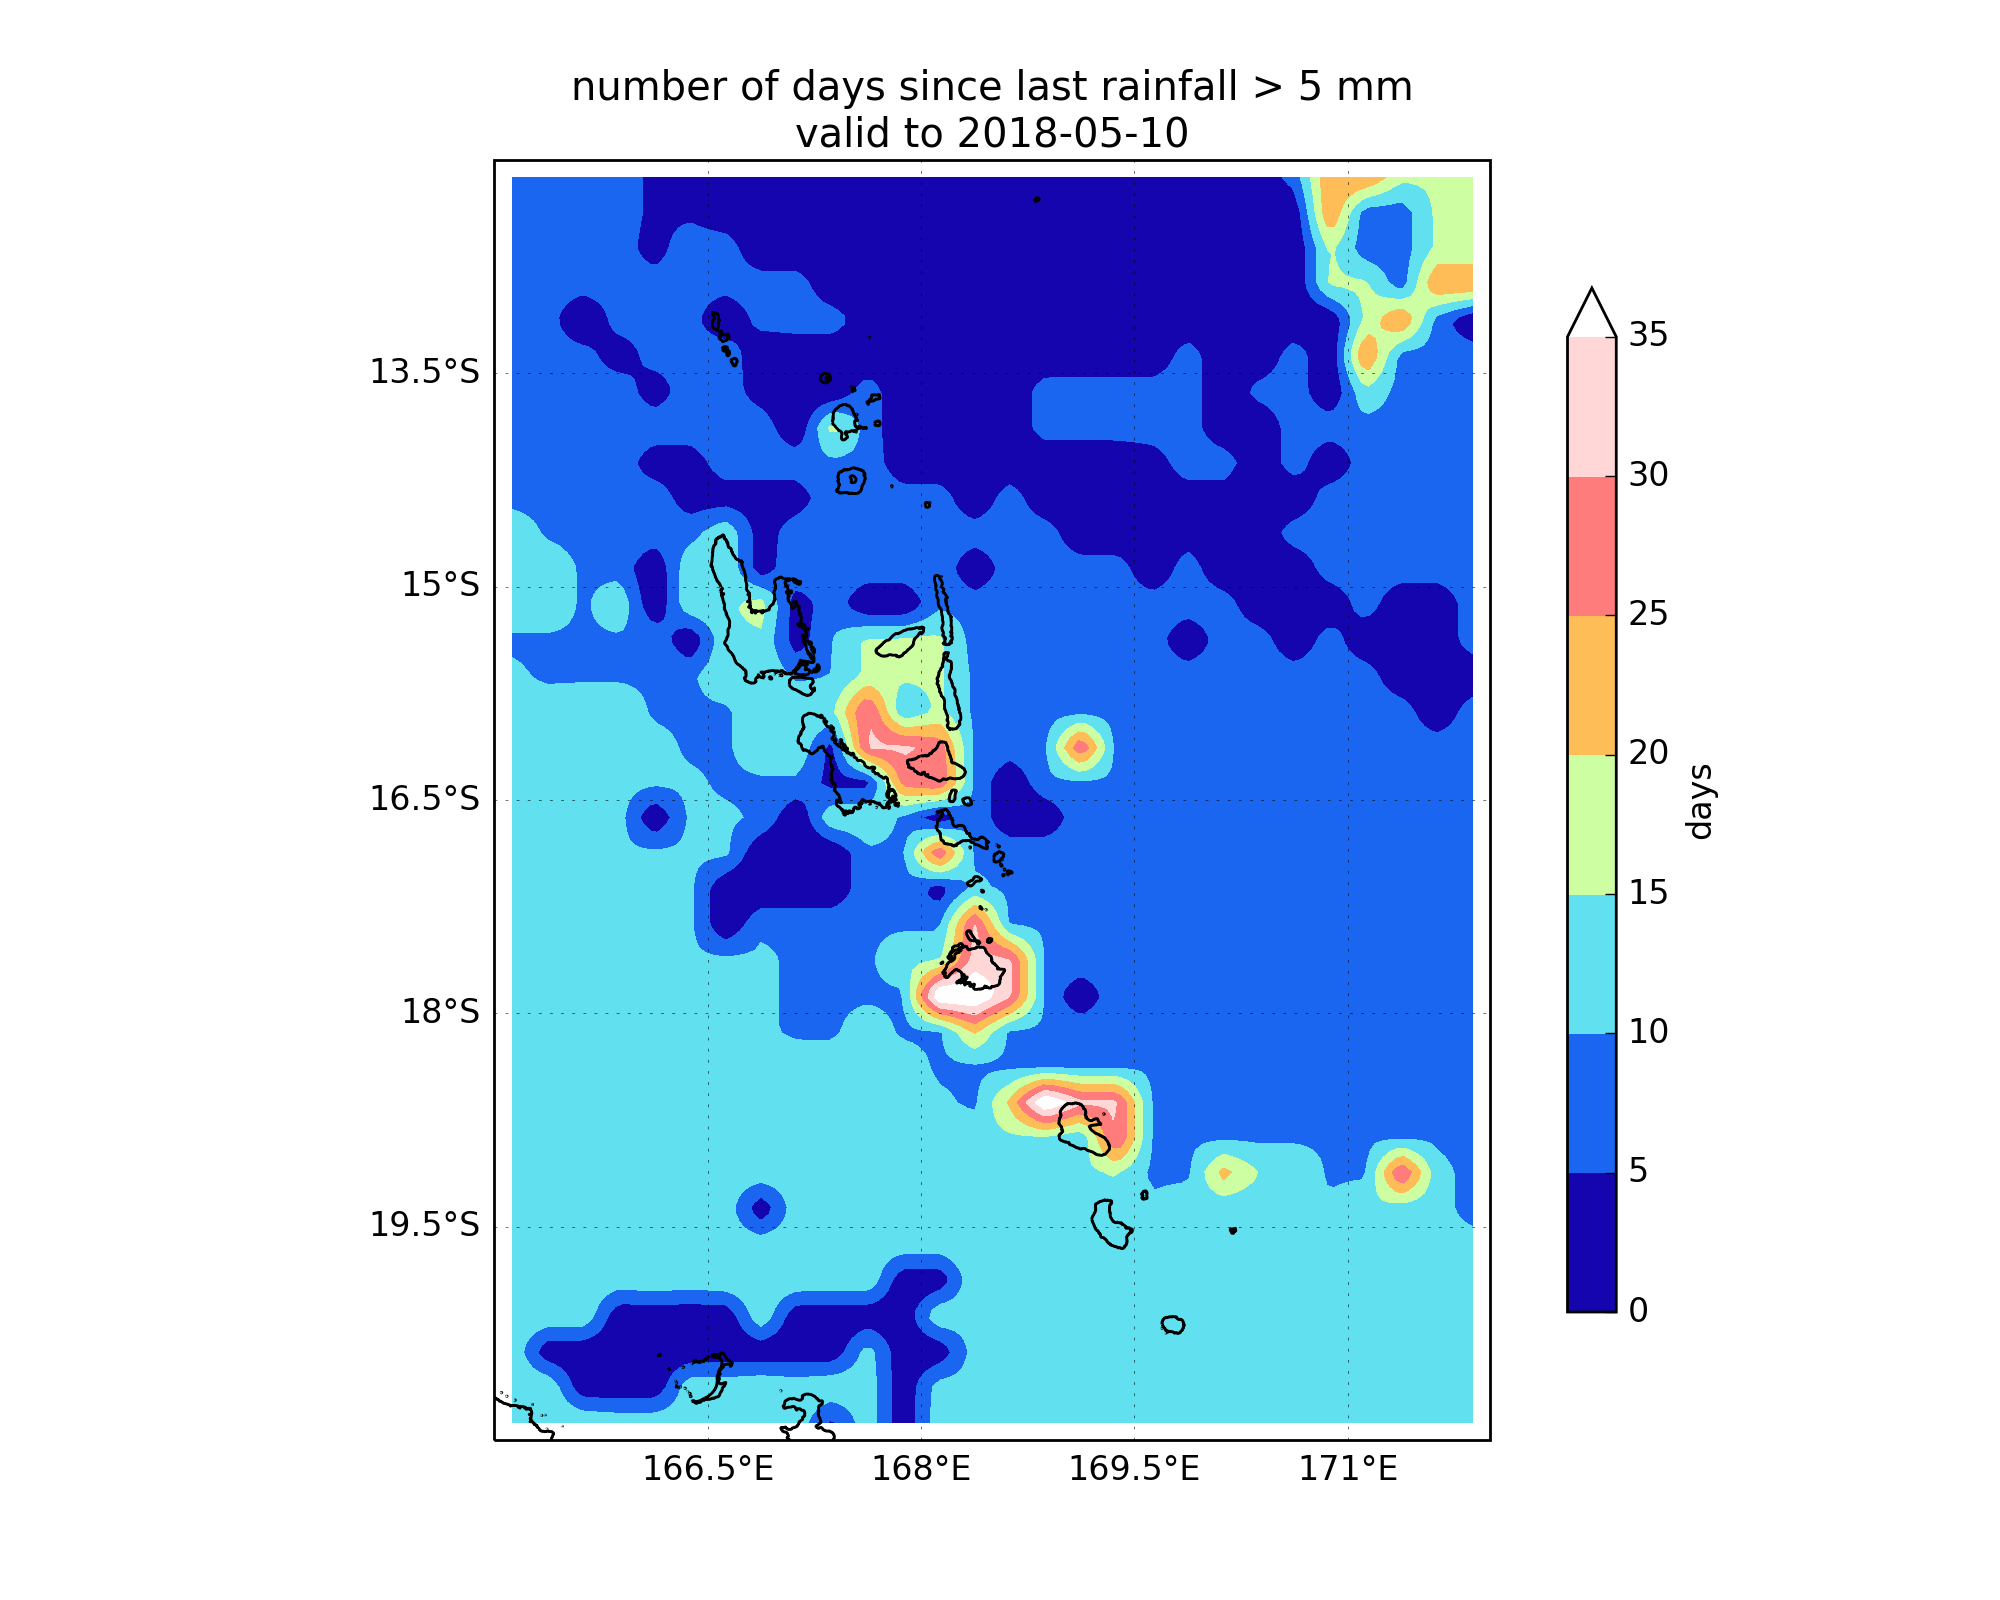 number of days since last rainfall > 5 mm
valid to 2018-05-10
13.5°S
15°S
16.5°S
18°S
19.5°S
166.5°E
168°E
169.5°E
171°E
35
30
25
20
15
10
5
0
days